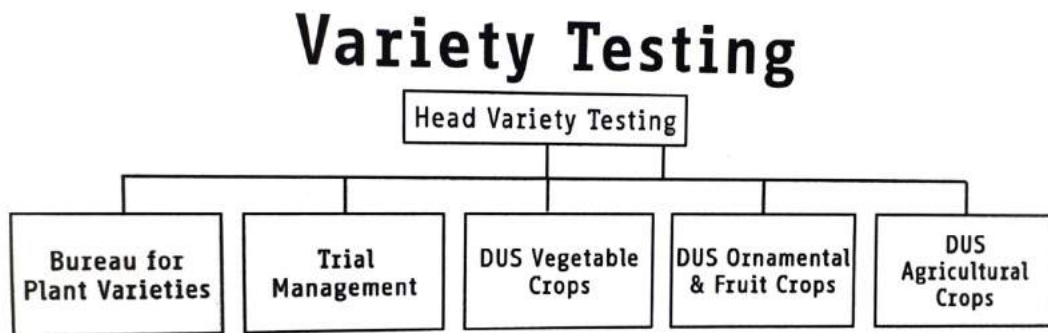 Variety Testing
Head Variety Testing
Bureau for
Plant Varieties
Trial
Management
DUS Vegetable
Crops
DUS Ornamental
& Fruit Crops
DUS
Agricultural
Crops